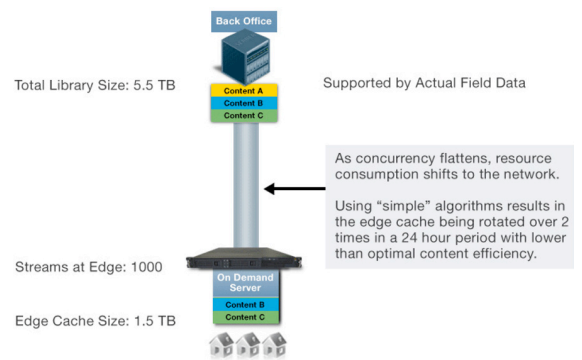 Back Office
Total Library Size: 5.5 TB
Supported by Actual Field Data
Content A
Content B
Content C
As concurrency flattens, resource
consumption shifts to the network.
Using “simple” algorithms results in
the edge cache being rotated over 2
times in a 24 hour period with lower
than optimal content efficiency.
Streams at Edge: 1000
On Demand
Server
Content B
Content C
Edge Cache Size: 1.5 TB